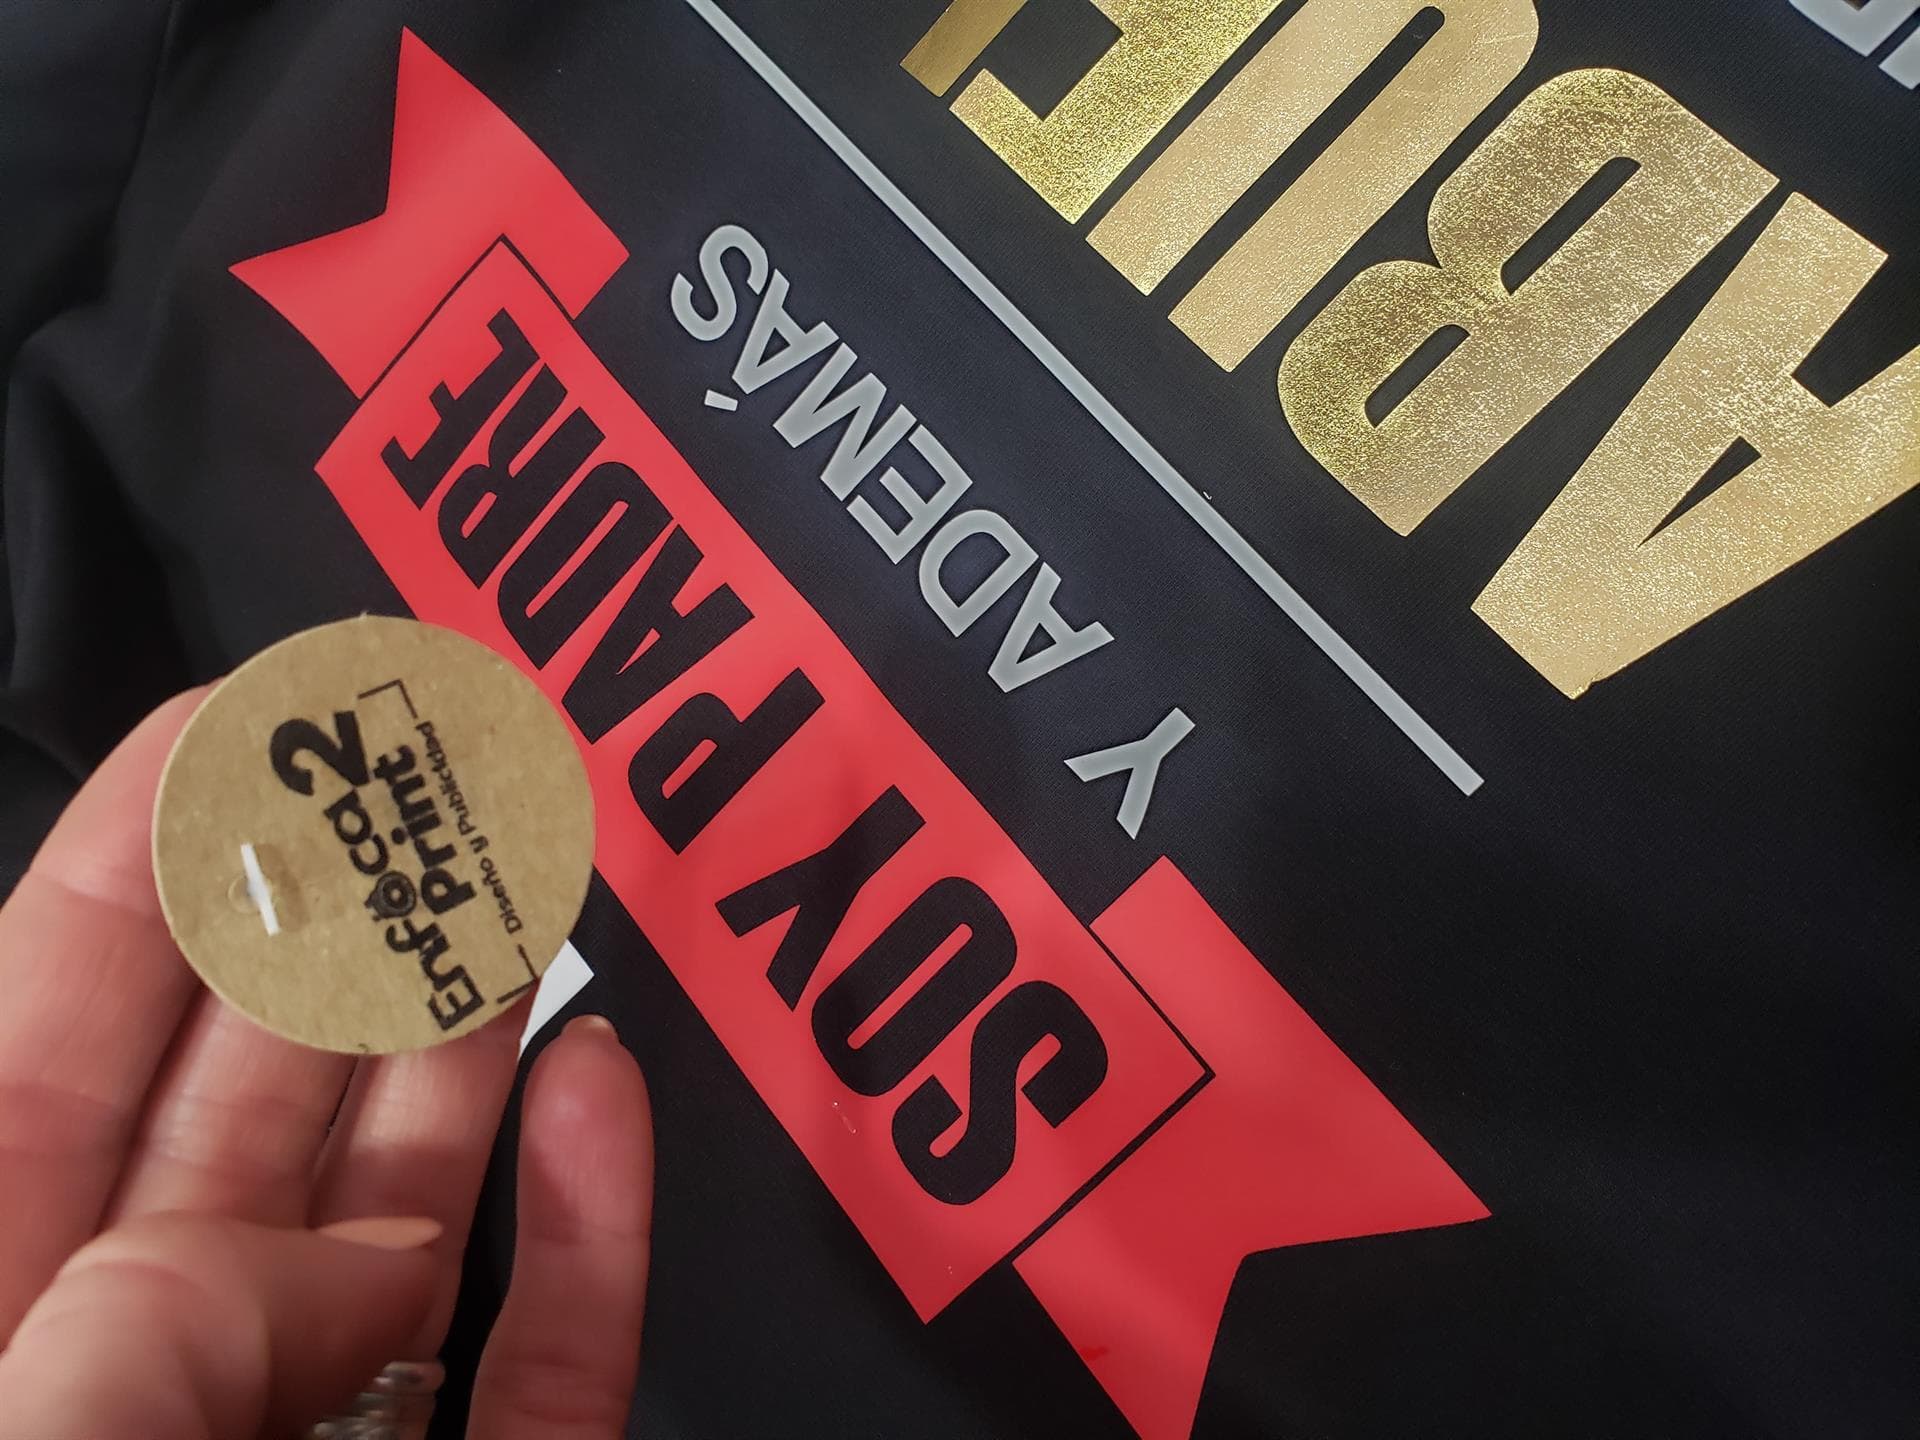 ABUE
Y ADEMÁS
SOY PADRE
Enfoca2
Print
Diseño y Publicidad